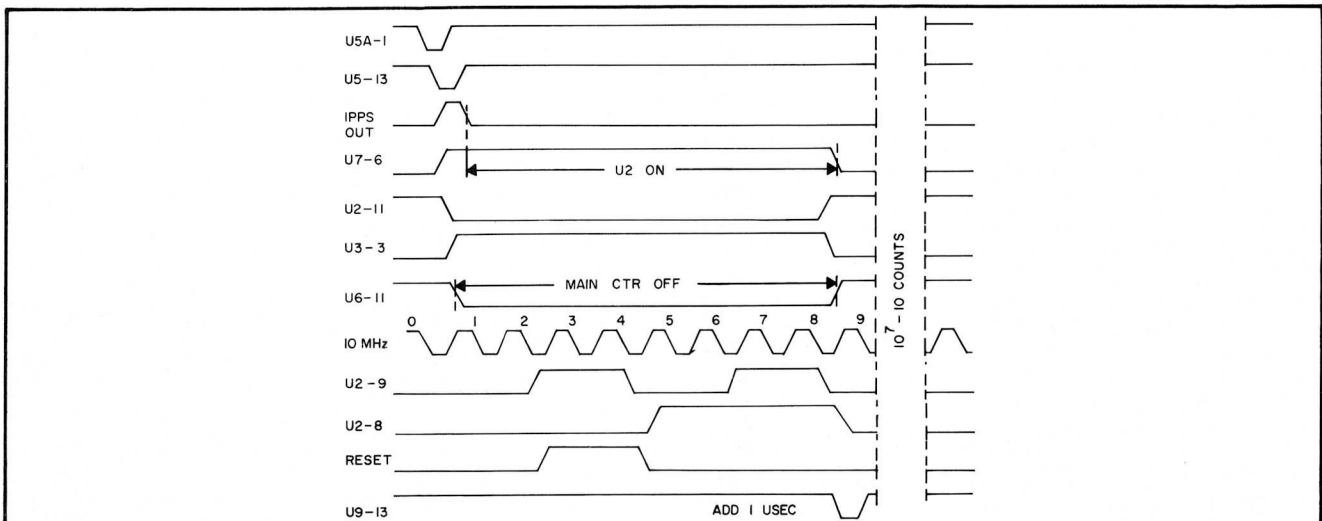 U5A-1
U5-13
1PPS
OUT
U7-6
U2 ON
U2-11
U3-3
U6-11
MAIN CTR OFF
0 1 2 3 4 5 6 7 8 9
10 MHz
10⁷-10 COUNTS
U2-9
U2-8
RESET
U9-13
ADD 1 USEC